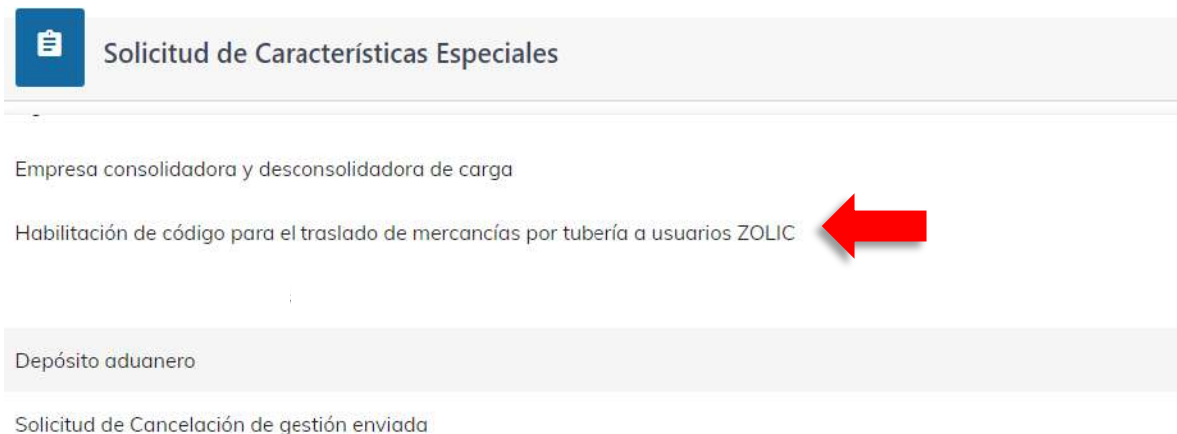 Solicitud de Características Especiales
Empresa consolidadora y desconsolidadora de carga
Habilitación de código para el traslado de mercancías por tubería a usuarios ZOLIC
Depósito aduanero
Solicitud de Cancelación de gestión enviada